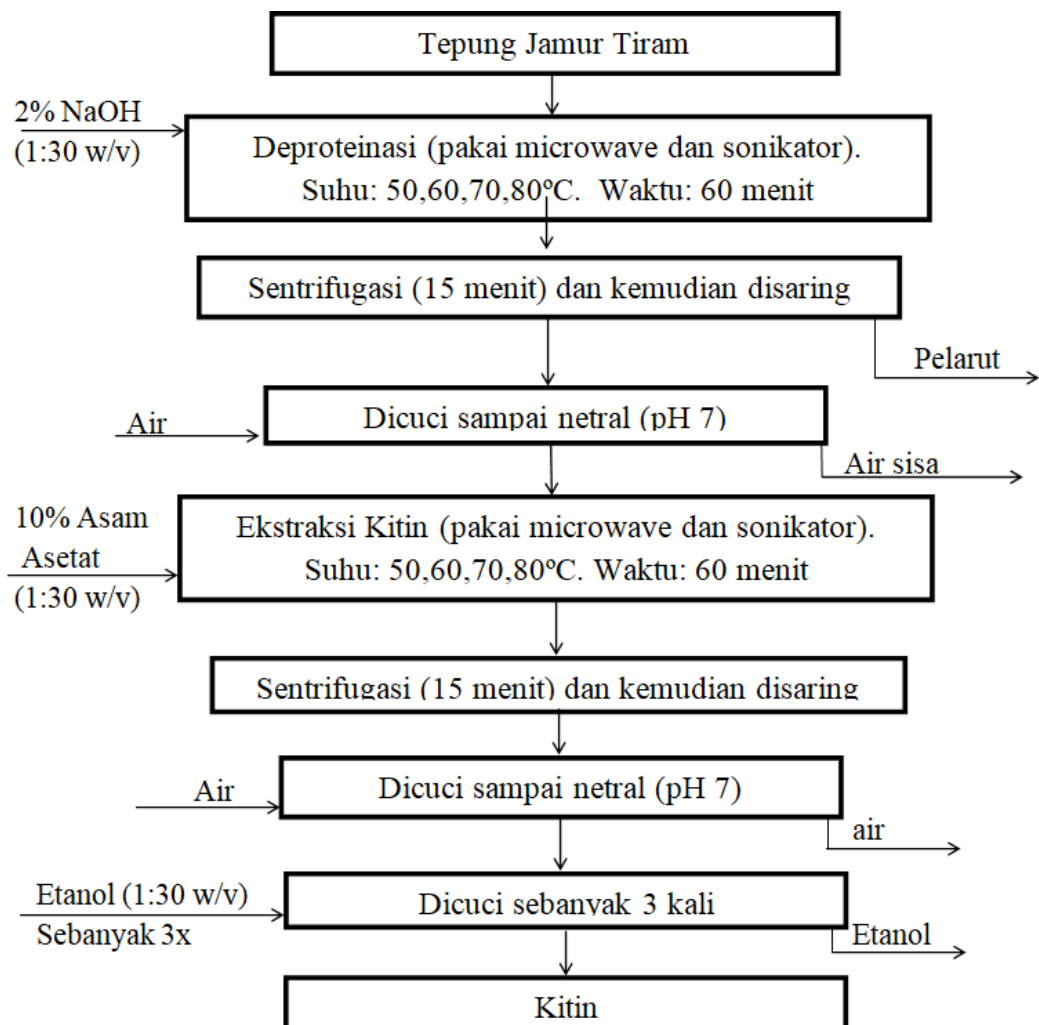 Tepung Jamur Tiram
2% NaOH
(1:30 w/v)
Deproteinasi (pakai microwave dan sonikator).
Suhu: 50,60,70,80ºC. Waktu: 60 menit
Sentrifugasi (15 menit) dan kemudian disaring
Pelarut
Air
Dicuci sampai netral (pH 7)
Air sisa
10% Asam
Asetat
(1:30 w/v)
Ekstraksi Kitin (pakai microwave dan sonikator).
Suhu: 50,60,70,80ºC. Waktu: 60 menit
Sentrifugasi (15 menit) dan kemudian disaring
Air
Dicuci sampai netral (pH 7)
air
Etanol (1:30 w/v)
Sebanyak 3x
Dicuci sebanyak 3 kali
Etanol
Kitin